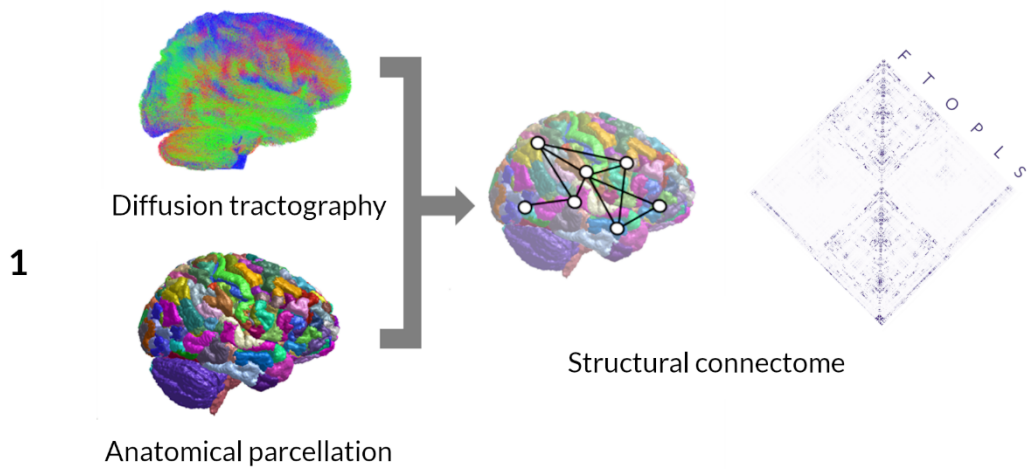 1
Diffusion tractography
Anatomical parcellation
Structural connectome
F T O P L S